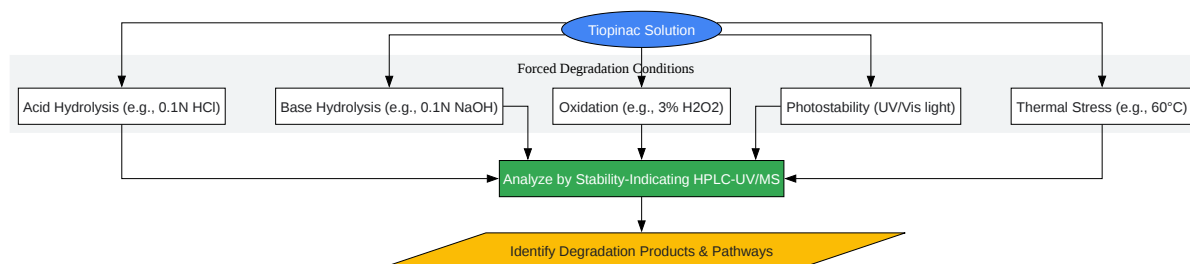 Tiopinac Solution
Forced Degradation Conditions
Acid Hydrolysis (e.g., 0.1N HCl)
Base Hydrolysis (e.g., 0.1N NaOH)
Oxidation (e.g., 3% H2O2)
Photostability (UV/Vis light)
Thermal Stress (e.g., 60°C)
Analyze by Stability-Indicating HPLC-UV/MS
Identify Degradation Products & Pathways